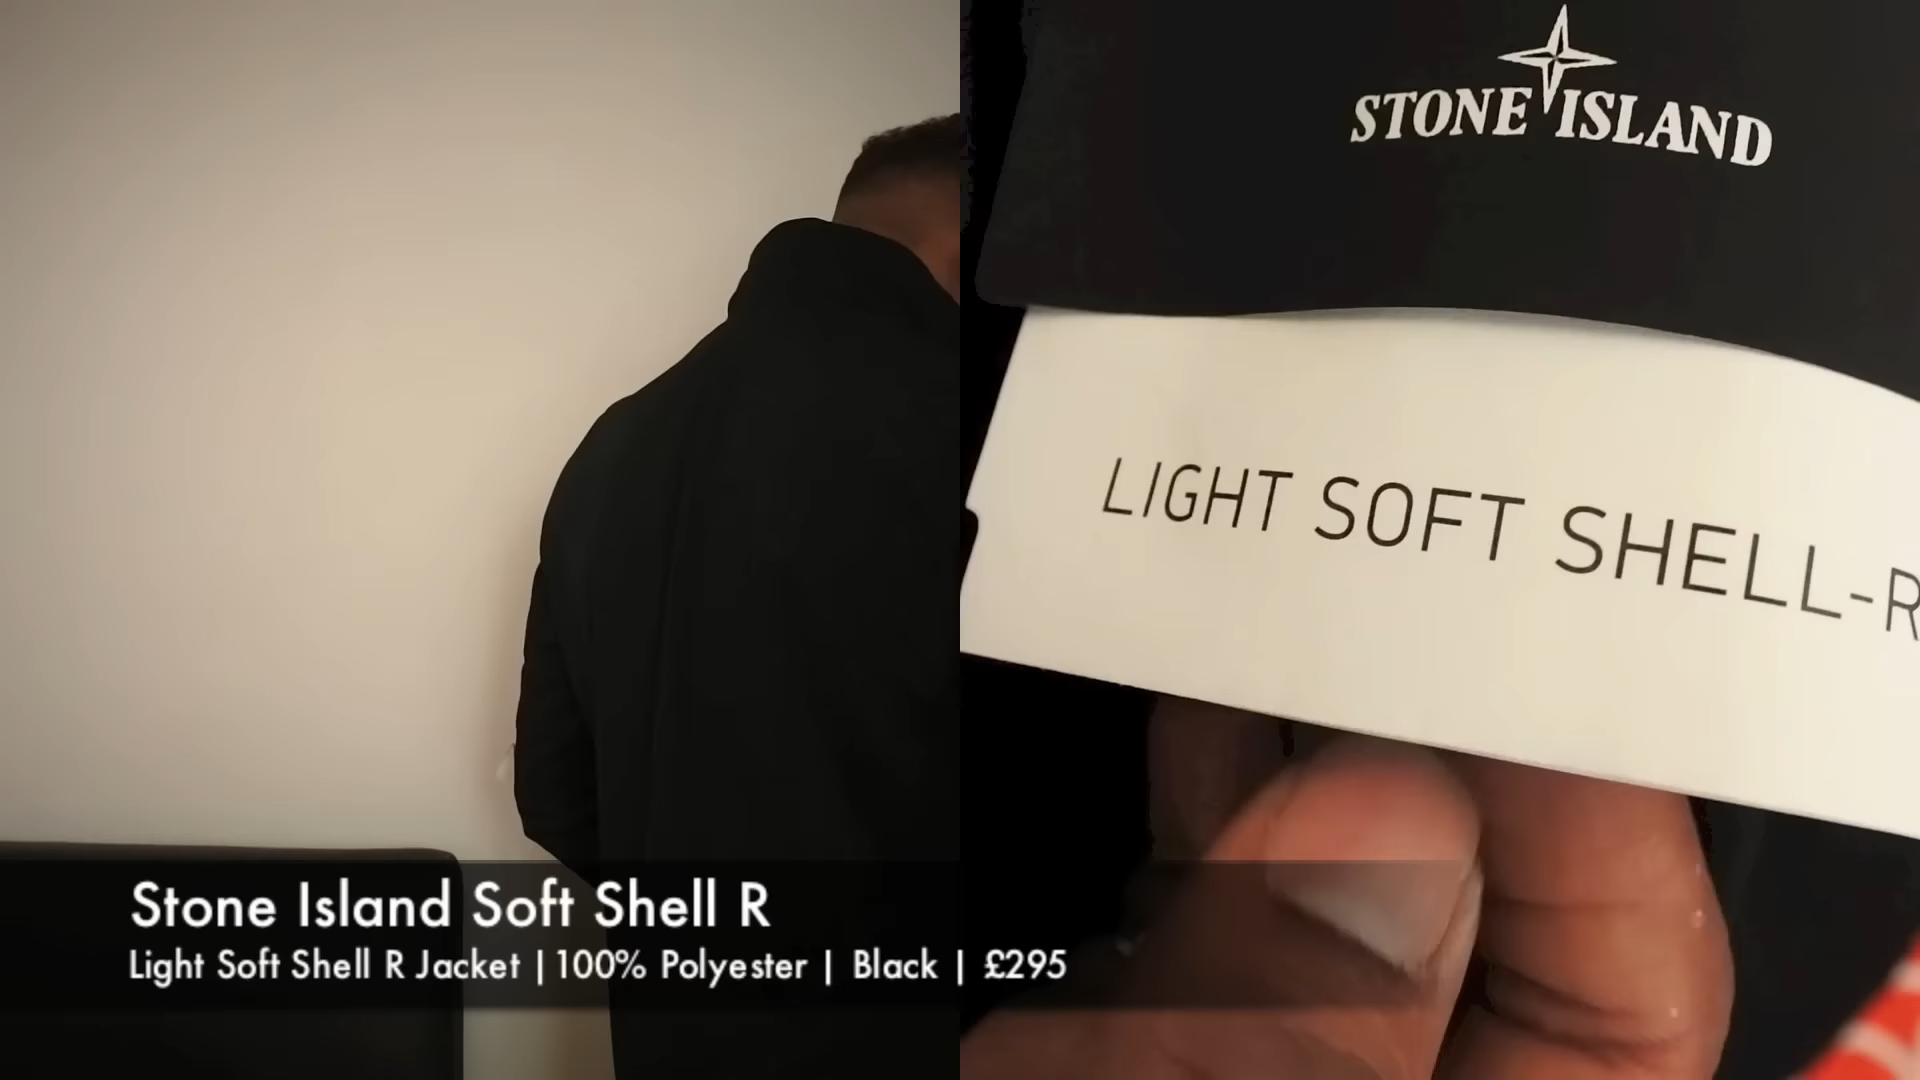 STONE ISLAND
LIGHT SOFT SHELL-R
Stone Island Soft Shell R
Light Soft Shell R Jacket | 100% Polyester | Black | £295